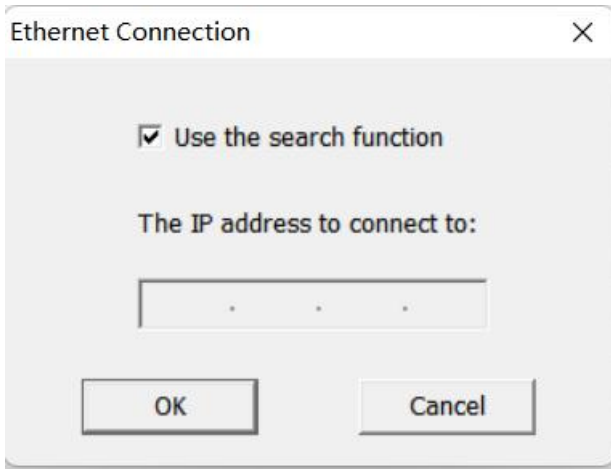 Ethernet Connection
Use the search function
The IP address to connect to:
. . .
OK Cancel